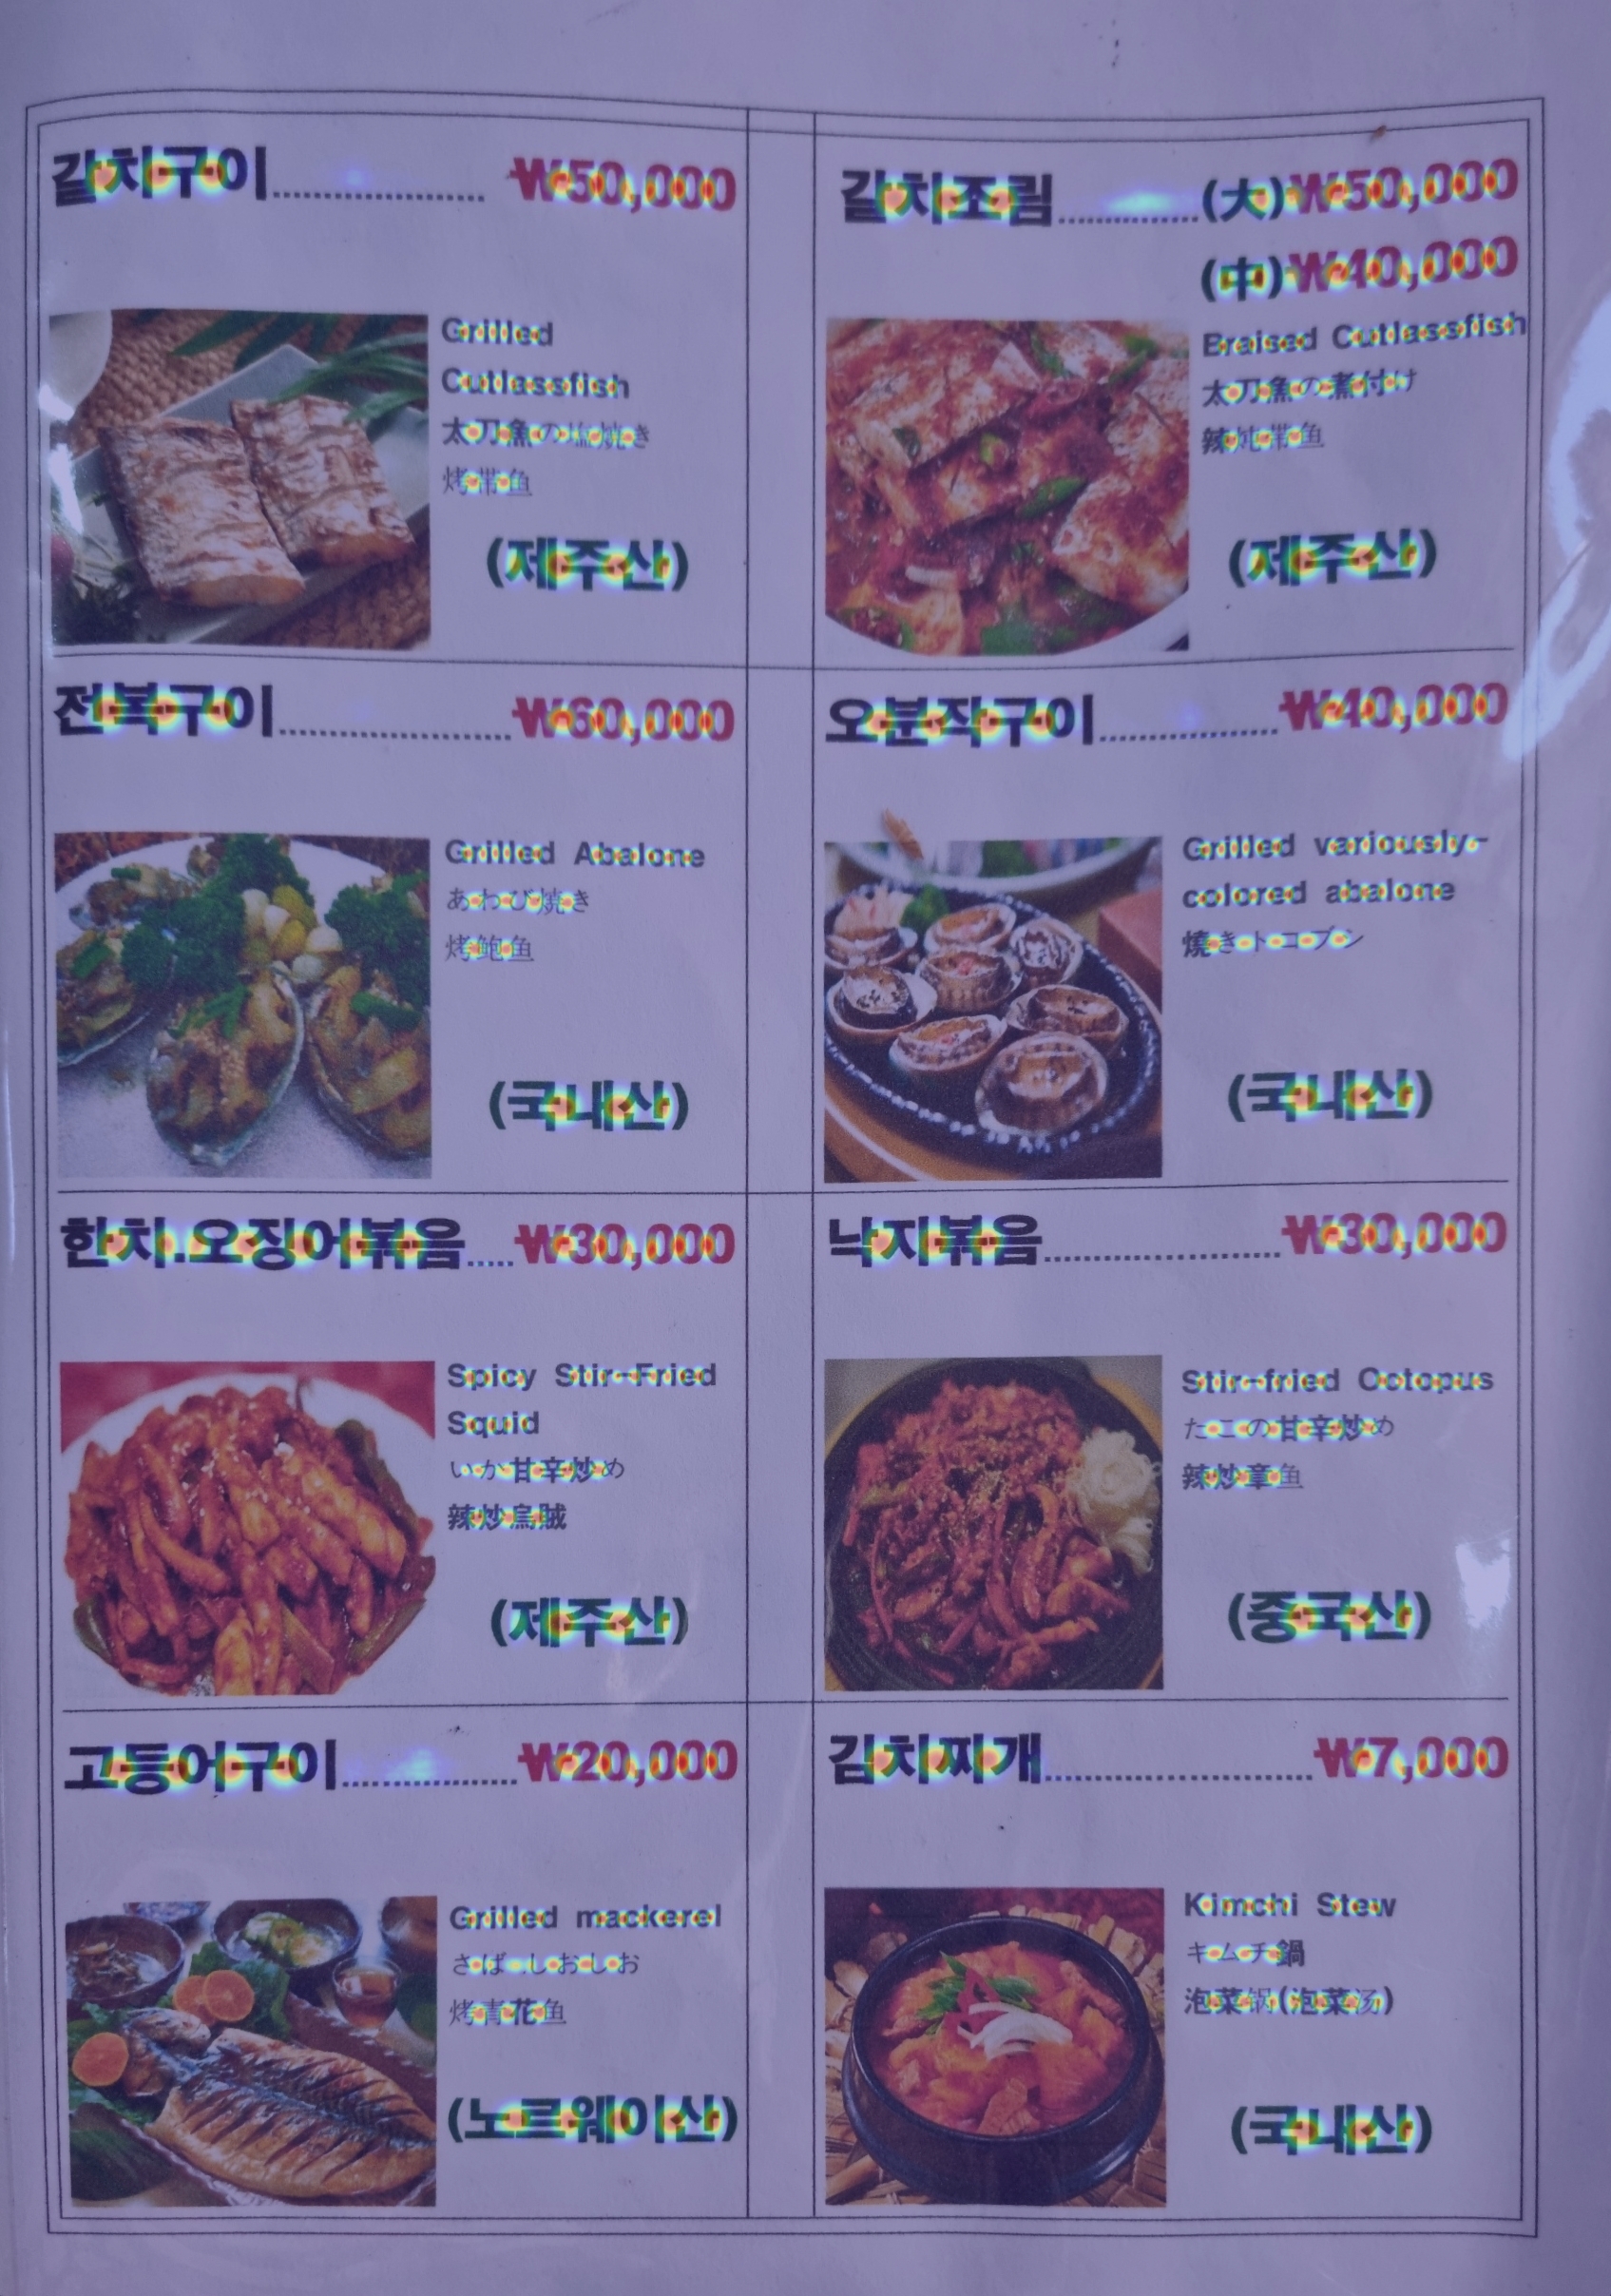 갈치구이 ₩50,000
Grilled
Cutlassfish
太刀魚の塩焼き
烤带鱼
(제주산)
갈치조림 (大)₩50,000
(中)₩40,000
Braised Cutlassfish
太刀魚の煮付け
辣炖带鱼
(제주산)
전복구이 ₩60,000
Grilled Abalone
あわび焼き
烤鲍鱼
(국내산)
오분작구이 ₩40,000
Grilled variously-
colored abalone
燒きトコブシ
(국내산)
한치.오징어볶음 ₩30,000
Spicy Stir-Fried
Squid
いか甘辛炒め
辣炒烏賊
(제주산)
낙지볶음 ₩30,000
Stir-fried Octopus
たこの甘辛炒め
辣炒章鱼
(중국산)
고등어구이 ₩20,000
Grilled mackerel
烤青花鱼
(노르웨이산)
김치찌개 ₩7,000
Kimchi Stew
キムチ鍋
泡菜锅(泡菜汤)
(국내산)